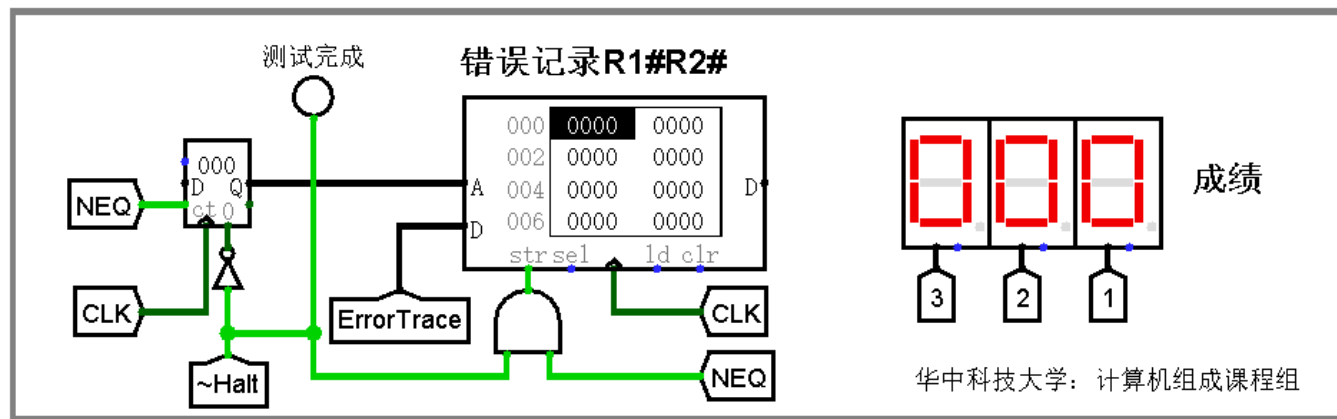 测试完成
错误记录R1#R2#
000 0000 0000
002 0000 0000
004 0000 0000
006 0000 0000
A
D
D
str sel ld clr
000
D Q
ct 0
NEQ
CLK
~Halt
ErrorTrace
CLK
NEQ
000
成绩
3 2 1
华中科技大学：计算机组成课程组